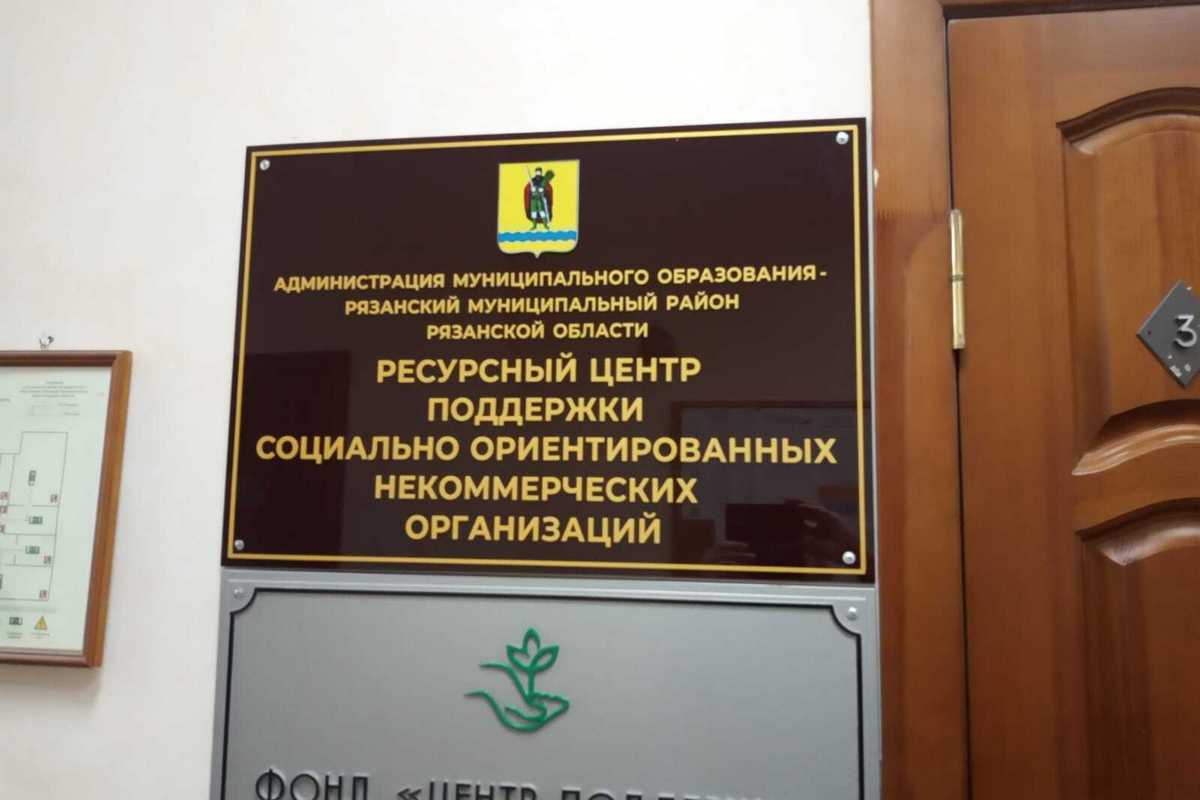 АДМИНИСТРАЦИЯ МУНИЦИПАЛЬНОГО ОБРАЗОВАНИЯ-
РЯЗАНСКИЙ МУНИЦИПАЛЬНЫЙ РАЙОН
РЯЗАНСКОЙ ОБЛАСТИ
РЕСУРСНЫЙ ЦЕНТР
ПОДДЕРЖКИ
СОЦИАЛЬНО ОРИЕНТИРОВАННЫХ
НЕКОММЕРЧЕСКИХ
ОРГАНИЗАЦИЙ
ФОНД «ЦЕНТР
3